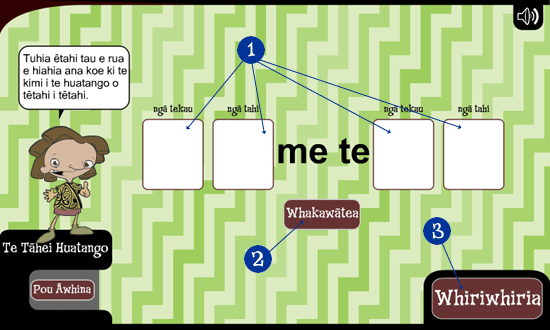 Tuhia ētahi tau e rua
e hiahia ana koe ki te
kimi i te huatango o
tētahi i tētahi.
1
ngā tekau
ngā tahi
ngā tekau
ngā tahi
me te
Whakawātea
2
3
Te Tāhei Huatango
Pou Āwhina
Whiriwhiria